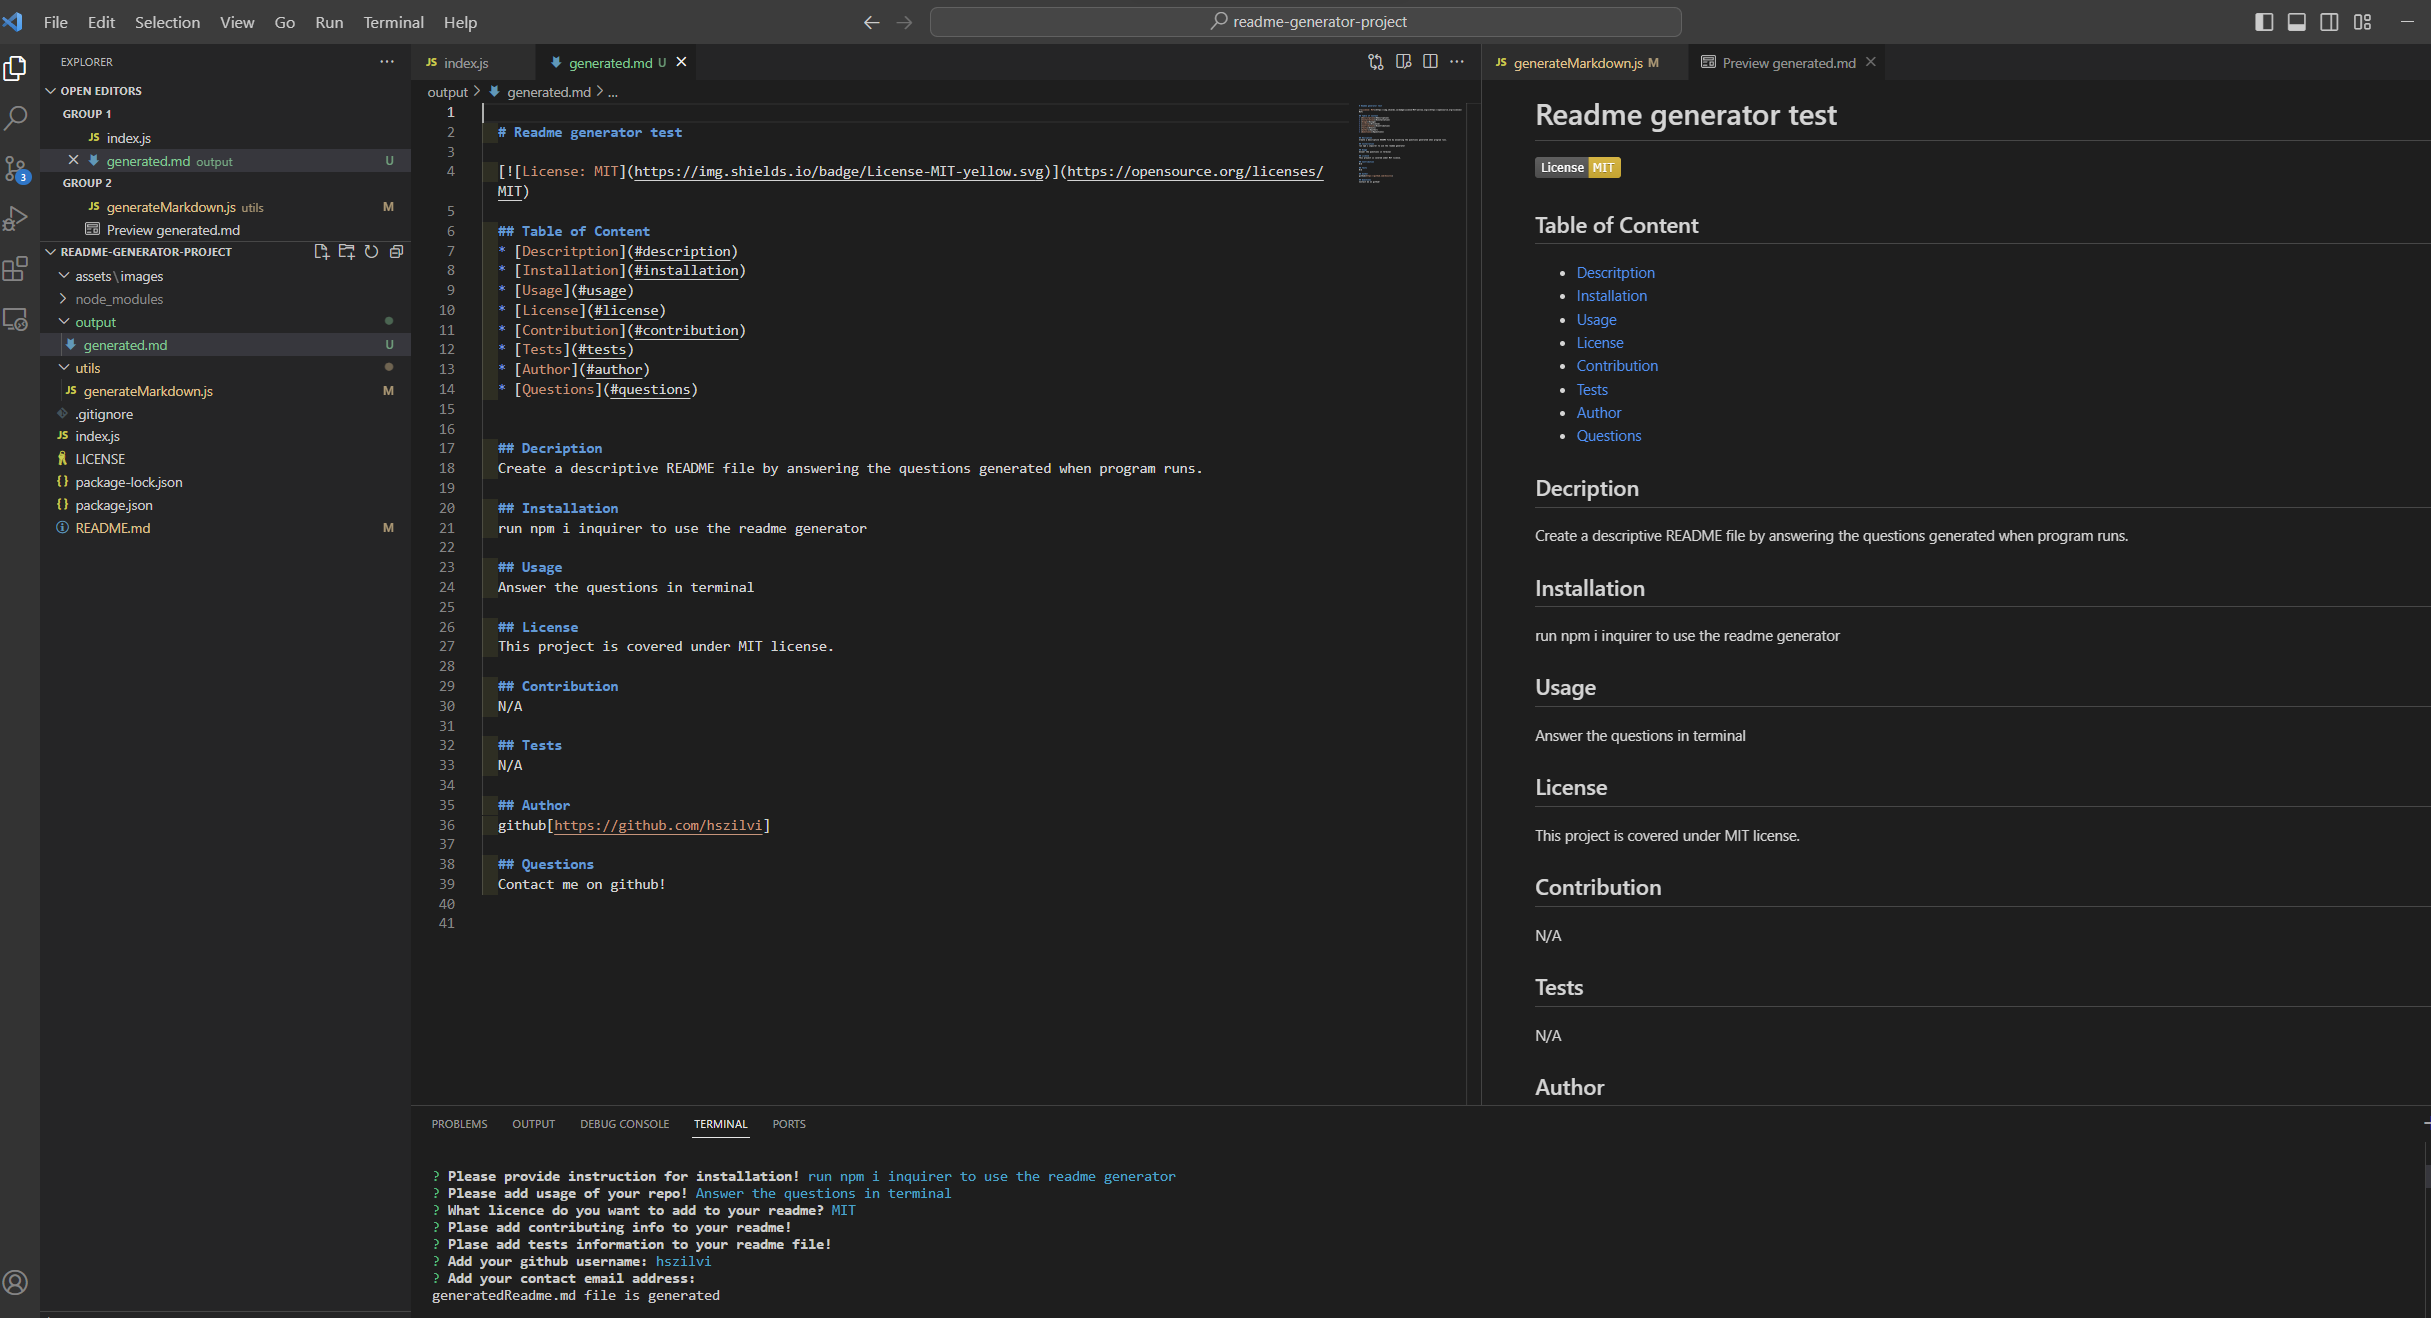 File Edit Selection View Go Run Terminal Help
readme-generator-project
EXPLORER ...
OPEN EDITORS
GROUP 1
JS index.js
generated.md output U
GROUP 2
JS generateMarkdown.js utils M
Preview generated.md
README-GENERATOR-PROJECT
assets\images
node_modules
output
generated.md U
utils
JS generateMarkdown.js M
.gitignore
JS index.js
LICENSE
{} package-lock.json
{} package.json
README.md M
3
JS index.js
generated.md U
output > generated.md > ...
1
2 # Readme generator test
3
4 [![License: MIT](https://img.shields.io/badge/License-MIT-yellow.svg)](https://opensource.org/licenses/
MIT)
5
6 ## Table of Content
7 * [Descritption](#description)
8 * [Installation](#installation)
9 * [Usage](#usage)
10 * [License](#license)
11 * [Contribution](#contribution)
12 * [Tests](#tests)
13 * [Author](#author)
14 * [Questions](#questions)
15
16
17 ## Decription
18 Create a descriptive README file by answering the questions generated when program runs.
19
20 ## Installation
21 run npm i inquirer to use the readme generator
22
23 ## Usage
24 Answer the questions in terminal
25
26 ## License
27 This project is covered under MIT license.
28
29 ## Contribution
30 N/A
31
32 ## Tests
33 N/A
34
35 ## Author
36 github[https://github.com/hszilvi]
37
38 ## Questions
39 Contact me on github!
40
41
JS generateMarkdown.js M
Preview generated.md
Readme generator test
License MIT
Table of Content
• Descritption
• Installation
• Usage
• License
• Contribution
• Tests
• Author
• Questions
Decription
Create a descriptive README file by answering the questions generated when program runs.
Installation
run npm i inquirer to use the readme generator
Usage
Answer the questions in terminal
License
This project is covered under MIT license.
Contribution
N/A
Tests
N/A
Author
PROBLEMS OUTPUT DEBUG CONSOLE TERMINAL PORTS
? Please provide instruction for installation! run npm i inquirer to use the readme generator
? Please add usage of your repo! Answer the questions in terminal
? What licence do you want to add to your readme? MIT
? Plase add contributing info to your readme!
? Plase add tests information to your readme file!
? Add your github username: hszilvi
? Add your contact email address:
generatedReadme.md file is generated